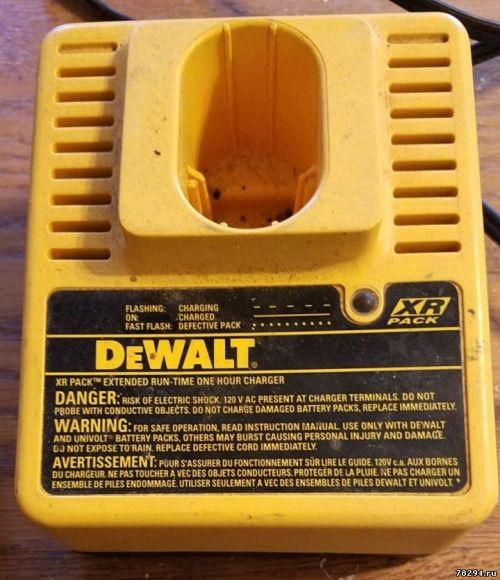 FLASHING: CHARGING
ON: CHARGED
FAST FLASH: DEFECTIVE PACK
XR
PACK
DEWALT®
XR PACK™ EXTENDED RUN-TIME ONE HOUR CHARGER
DANGER: RISK OF ELECTRIC SHOCK. 120 V AC PRESENT AT CHARGER TERMINALS. DO NOT
PROBE WITH CONDUCTIVE OBJECTS. DO NOT CHARGE DAMAGED BATTERY PACKS, REPLACE IMMEDIATELY.
WARNING: FOR SAFE OPERATION, READ INSTRUCTION MANUAL. USE ONLY WITH DEWALT
AND UNIVOLT™ BATTERY PACKS, OTHERS MAY BURST CAUSING PERSONAL INJURY AND DAMAGE.
DO NOT EXPOSE TO RAIN. REPLACE DEFECTIVE CORD IMMEDIATELY.
AVERTISSEMENT: POUR S'ASSURER DU FONCTIONNEMENT SÛR LIRE LE GUIDE. 120V c.a. AUX BORNES
DU CHARGEUR. NE PAS TOUCHER A VEC DES OBJETS CONDUCTEURS. PROTÉGER DE LA PLUIE. NE PAS CHARGER UN
ENSEMBLE DE PILES ENDOMMAGÉ. UTILISER SEULEMENT A VEC DES ENSEMBLES DE PILES DEWALT ET UNIVOLT.
78294.ru